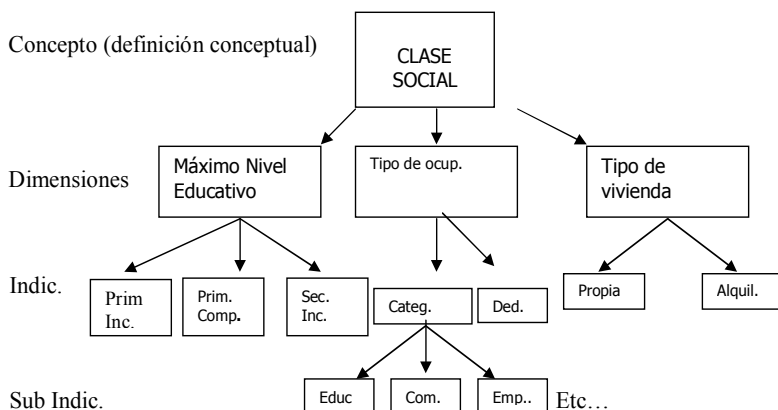 Concepto (definición conceptual)
CLASE
SOCIAL
Dimensiones
Máximo Nivel
Educativo
Tipo de ocup.
Tipo de
vivienda
Indic.
Prim
Inc.
Prim.
Comp.
Sec.
Inc.
Categ.
Ded.
Propia
Alquil.
Sub Indic.
Educ
Com.
Emp..
Etc...